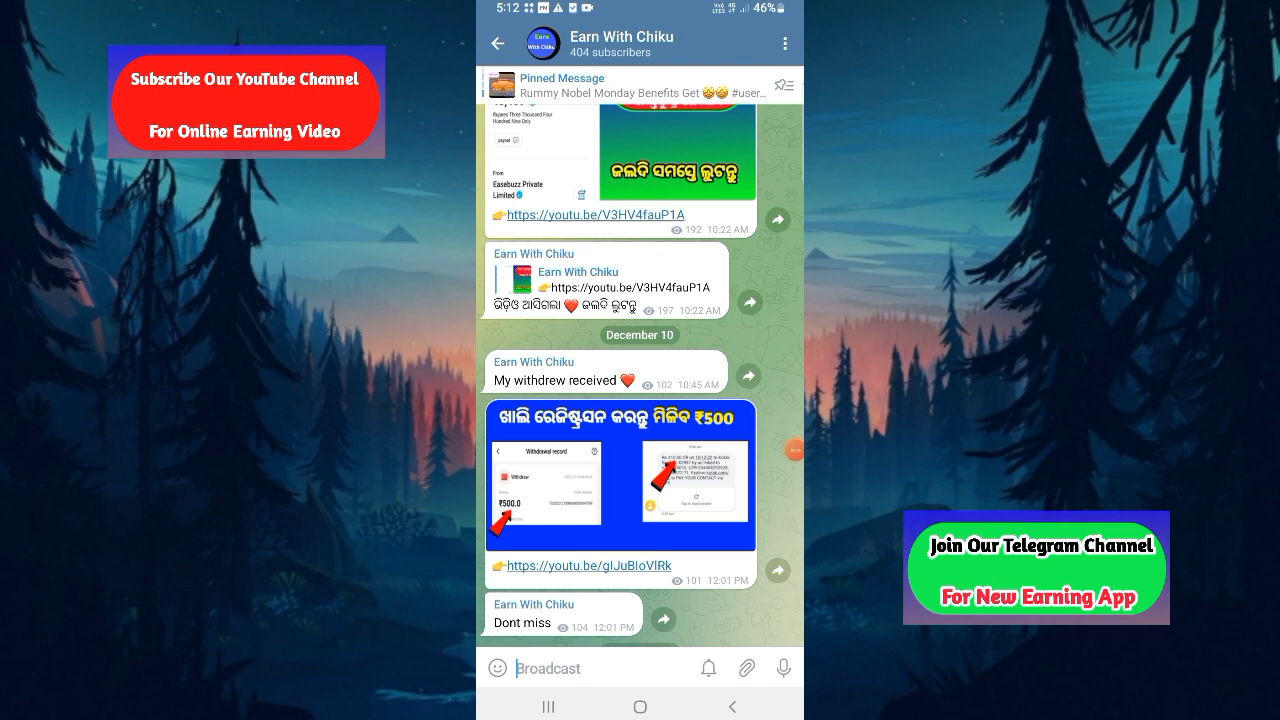 5:12
46%
Earn With Chiku
404 subscribers
Subscribe Our YouTube Channel
For Online Earning Video
Pinned Message
Rummy Nobel Monday Benefits Get 🤩🤩 #user...
Rupees Three Thousand Four
Hundred Nine Only
payout
From
Easebuzz Private
Limited
ଜଲଦି ସମସ୍ତେ ଲୁଟନ୍ତୁ
👉https://youtu.be/V3HV4fauP1A
192 10:22 AM
Earn With Chiku
Earn With Chiku
👉https://youtu.be/V3HV4fauP1A
ଭିଡ଼ିଓ ଆସିଗଲା ❤️ ଜଲଦି ଲୁଟନ୍ତୁ 197 10:22 AM
December 10
Earn With Chiku
My withdrew received ❤️ 102 10:45 AM
ଖାଲି ରେଜିଷ୍ଟ୍ରେସନ କରନ୍ତୁ ମିଳିବ ₹500
Withdrawal record
Withdraw
₹500.0
👉https://youtu.be/gIJuBIoVlRk
101 12:01 PM
Earn With Chiku
Dont miss 104 12:01 PM
Broadcast
Join Our Telegram Channel
For New Earning App